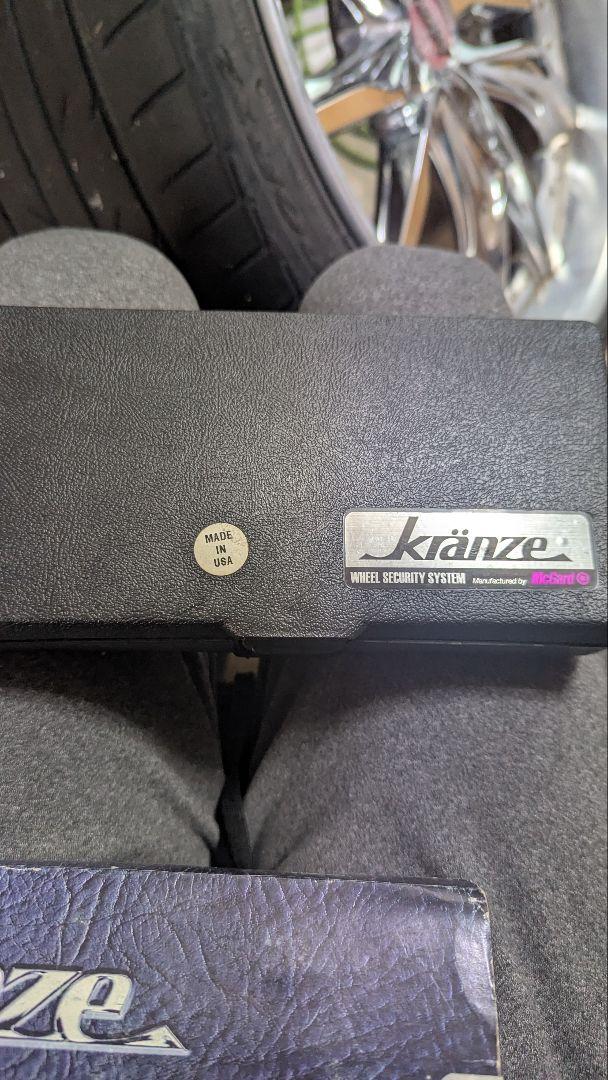 MADE
IN
USA
kränze
WHEEL SECURITY SYSTEM Manufactured by McGard
nze